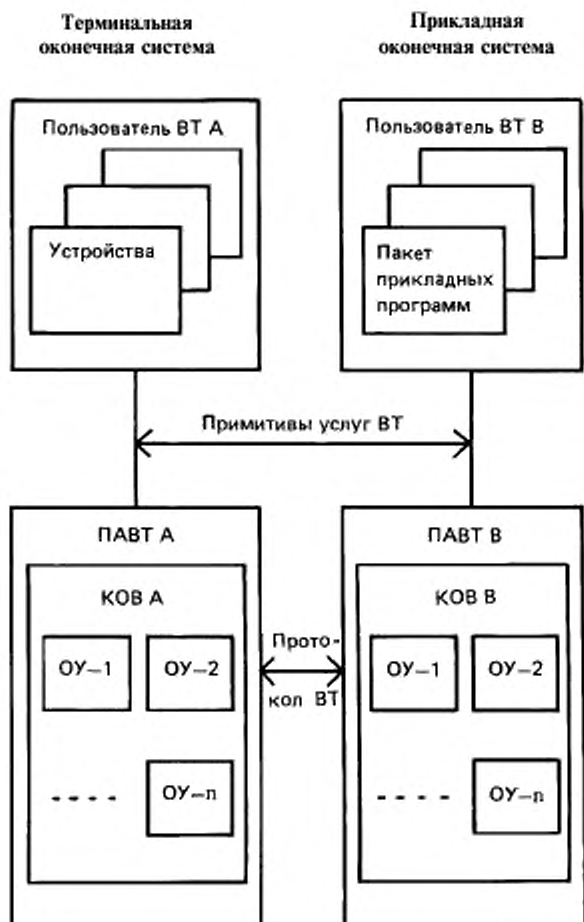 Терминальная
оконечная система
Прикладная
оконечная система
Пользователь ВТ А
Устройства
Пользователь ВТ В
Пакет
прикладных
программ
Примитивы услуг ВТ
ПАВТ А
КОВ А
ОУ—1
ОУ—2
- - - -
ОУ—n
Прото-
кол ВТ
ПАВТ В
КОВ В
ОУ—1
ОУ—2
- - - -
ОУ—n